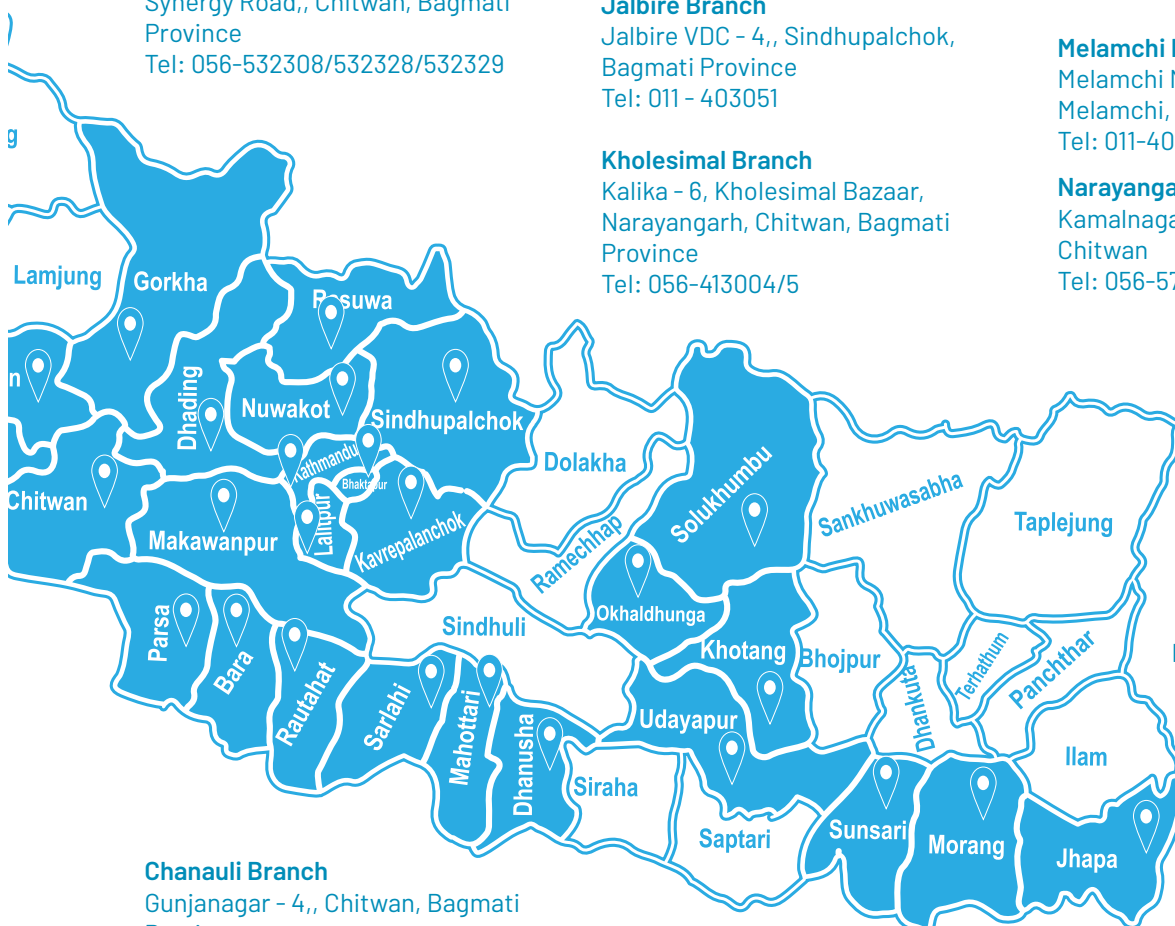 Synergy Road,, Chitwan, Bagmati
Province
Tel: 056-532308/532328/532329
Jalbire Branch
Jalbire VDC - 4,, Sindhupalchok,
Bagmati Province
Tel: 011 - 403051
Kholesimal Branch
Kalika - 6, Kholesimal Bazaar,
Narayangarh, Chitwan, Bagmati
Province
Tel: 056-413004/5
Melamchi
Melamchi
Melamchi,
Tel: 011-40
Narayanga
Kamalnaga
Chitwan
Tel: 056-57
g
Lamjung
Gorkha
Rasuwa
n
Dhading
Nuwakot
Sindhupalchok
Kathmandu
Bhaktapur
Chitwan
Makawanpur
Lalitpur
Kavrepalanchok
Dolakha
Ramechhap
Solukhumbu
Sankhuwasabha
Taplejung
Parsa
Bara
Rautahat
Sarlahi
Mahottari
Dhanusha
Sindhuli
Okhaldhunga
Khotang
Bhojpur
Dhankuta
Terhathum
Panchthar
Udayapur
Siraha
Saptari
Sunsari
Morang
Ilam
Jhapa
Chanauli Branch
Gunjanagar - 4,, Chitwan, Bagmati